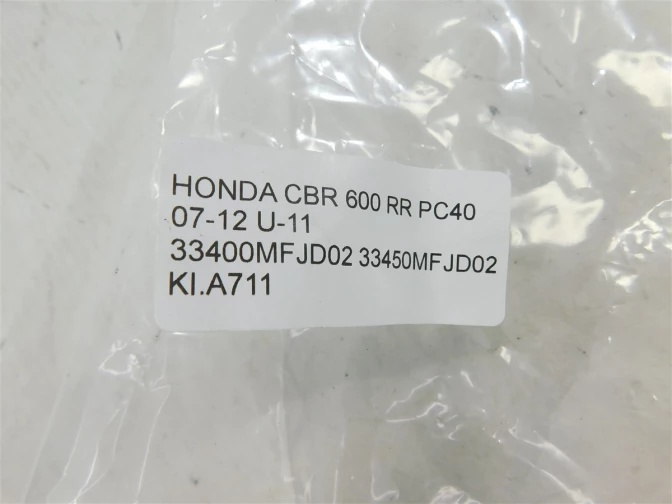 HONDA CBR 600 RR PC40
07-12 U-11
33400MFJD02 33450MFJD02
KI.A711